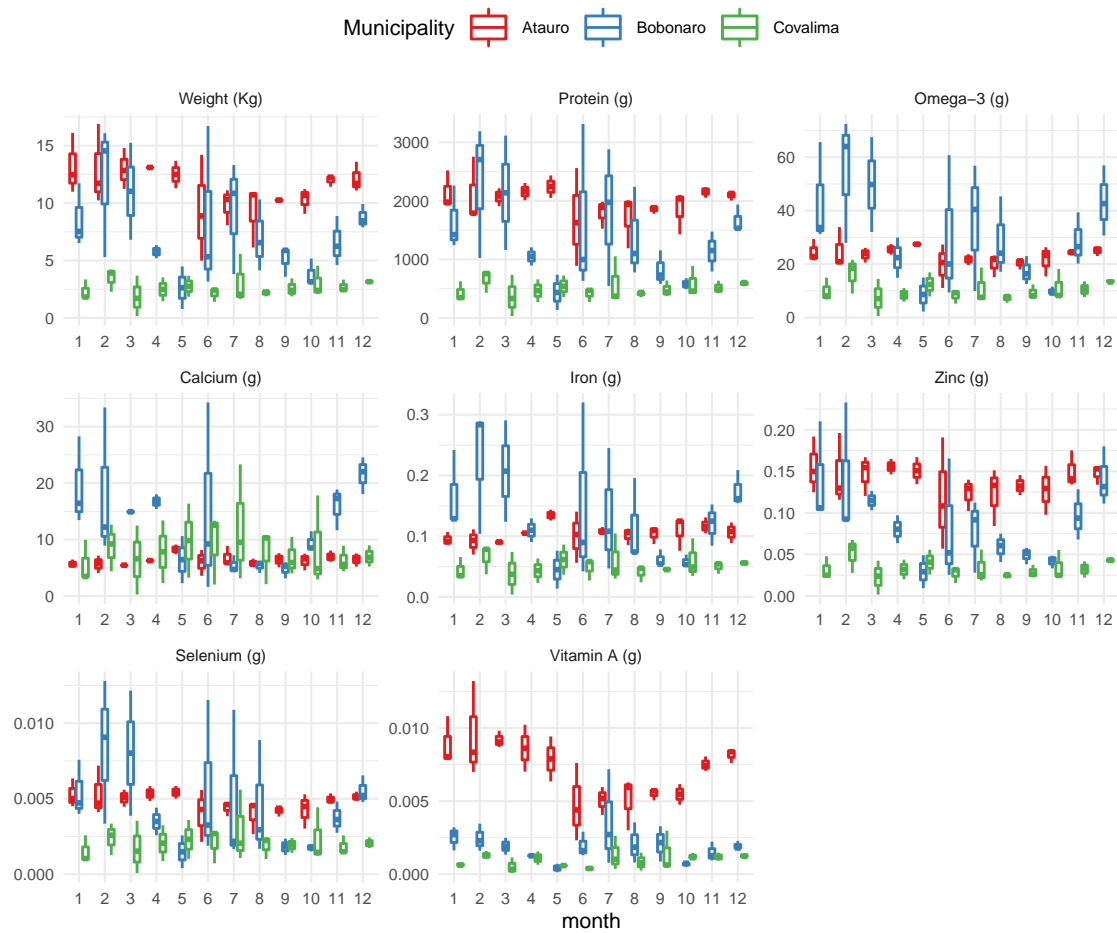 Municipality Atauro Bobonaro Covalima
Weight (Kg) Protein (g) Omega−3 (g)
15
10
5
0
1 2 3 4 5 6 7 8 9 10 11 12
3000
2000
1000
0
1 2 3 4 5 6 7 8 9 10 11 12
60
40
20
0
1 2 3 4 5 6 7 8 9 10 11 12
Calcium (g) Iron (g) Zinc (g)
30
20
10
0
1 2 3 4 5 6 7 8 9 10 11 12
0.3
0.2
0.1
0.0
1 2 3 4 5 6 7 8 9 10 11 12
0.20
0.15
0.10
0.05
0.00
1 2 3 4 5 6 7 8 9 10 11 12
Selenium (g) Vitamin A (g)
0.010
0.005
0.000
1 2 3 4 5 6 7 8 9 10 11 12
0.010
0.005
0.000
1 2 3 4 5 6 7 8 9 10 11 12
month